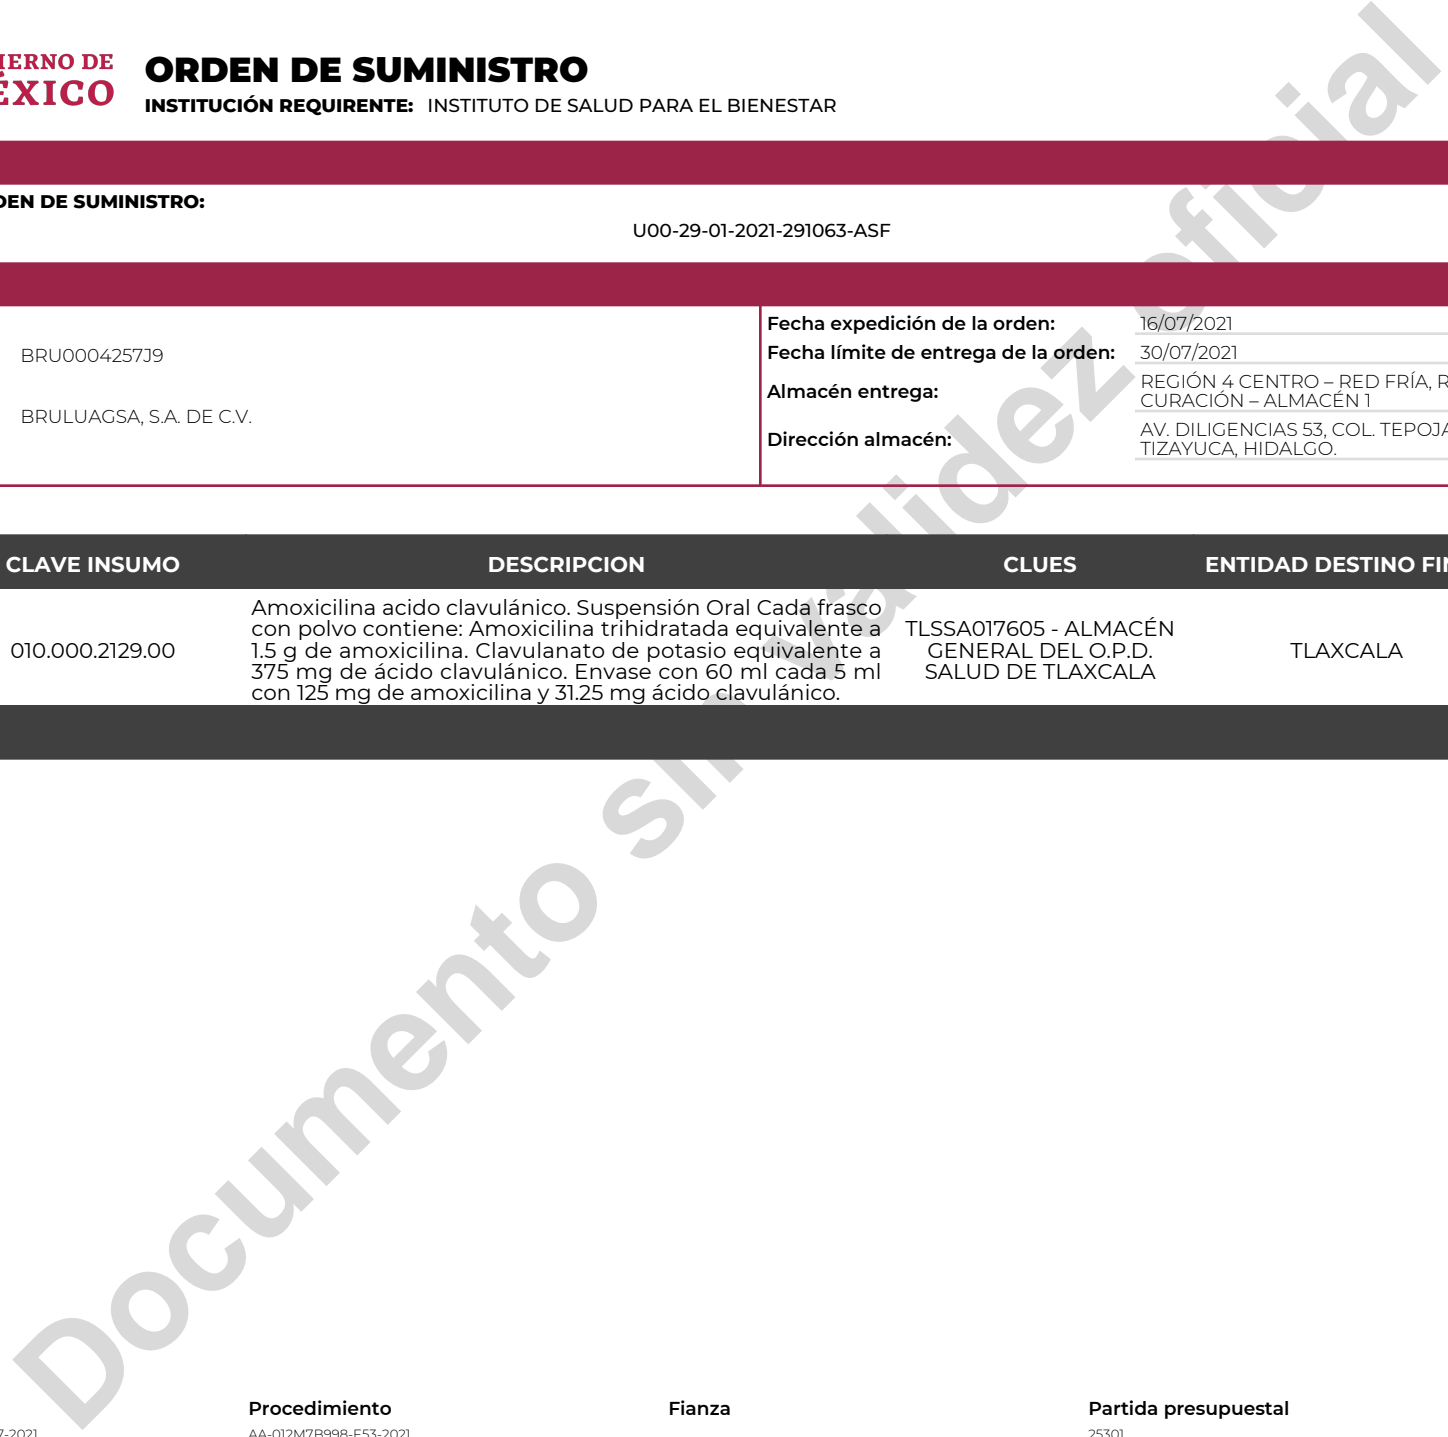 ORDEN DE SUMINISTRO
INSTITUCIÓN REQUIRENTE: INSTITUTO DE SALUD PARA EL BIENESTAR
DE SUMINISTRO:
U00-29-01-2021-291063-ASF
BRU0004257J9
BRULUAGSA, S.A. DE C.V.
Fecha expedición de la orden: 16/07/2021
Fecha límite de entrega de la orden: 30/07/2021
Almacén entrega: REGIÓN 4 CENTRO – RED FRÍA,
CURACIÓN – ALMACÉN 1
Dirección almacén: AV. DILIGENCIAS 53, COL.
TIZAYUCA, HIDALGO.
CLAVE INSUMO DESCRIPCION CLUES ENTIDAD DESTINO
010.000.2129.00
Amoxicilina acido clavulánico. Suspensión Oral Cada frasco
con polvo contiene: Amoxicilina trihidratada equivalente a
1.5 g de amoxicilina. Clavulanato de potasio equivalente a
375 mg de ácido clavulánico. Envase con 60 ml cada 5 ml
con 125 mg de amoxicilina y 31.25 mg ácido clavulánico.
TLSSA017605 - ALMACÉN
GENERAL DEL O.P.D.
SALUD DE TLAXCALA
TLAXCALA
Documento sin validez oficial
Procedimiento Fianza Partida presupuestal